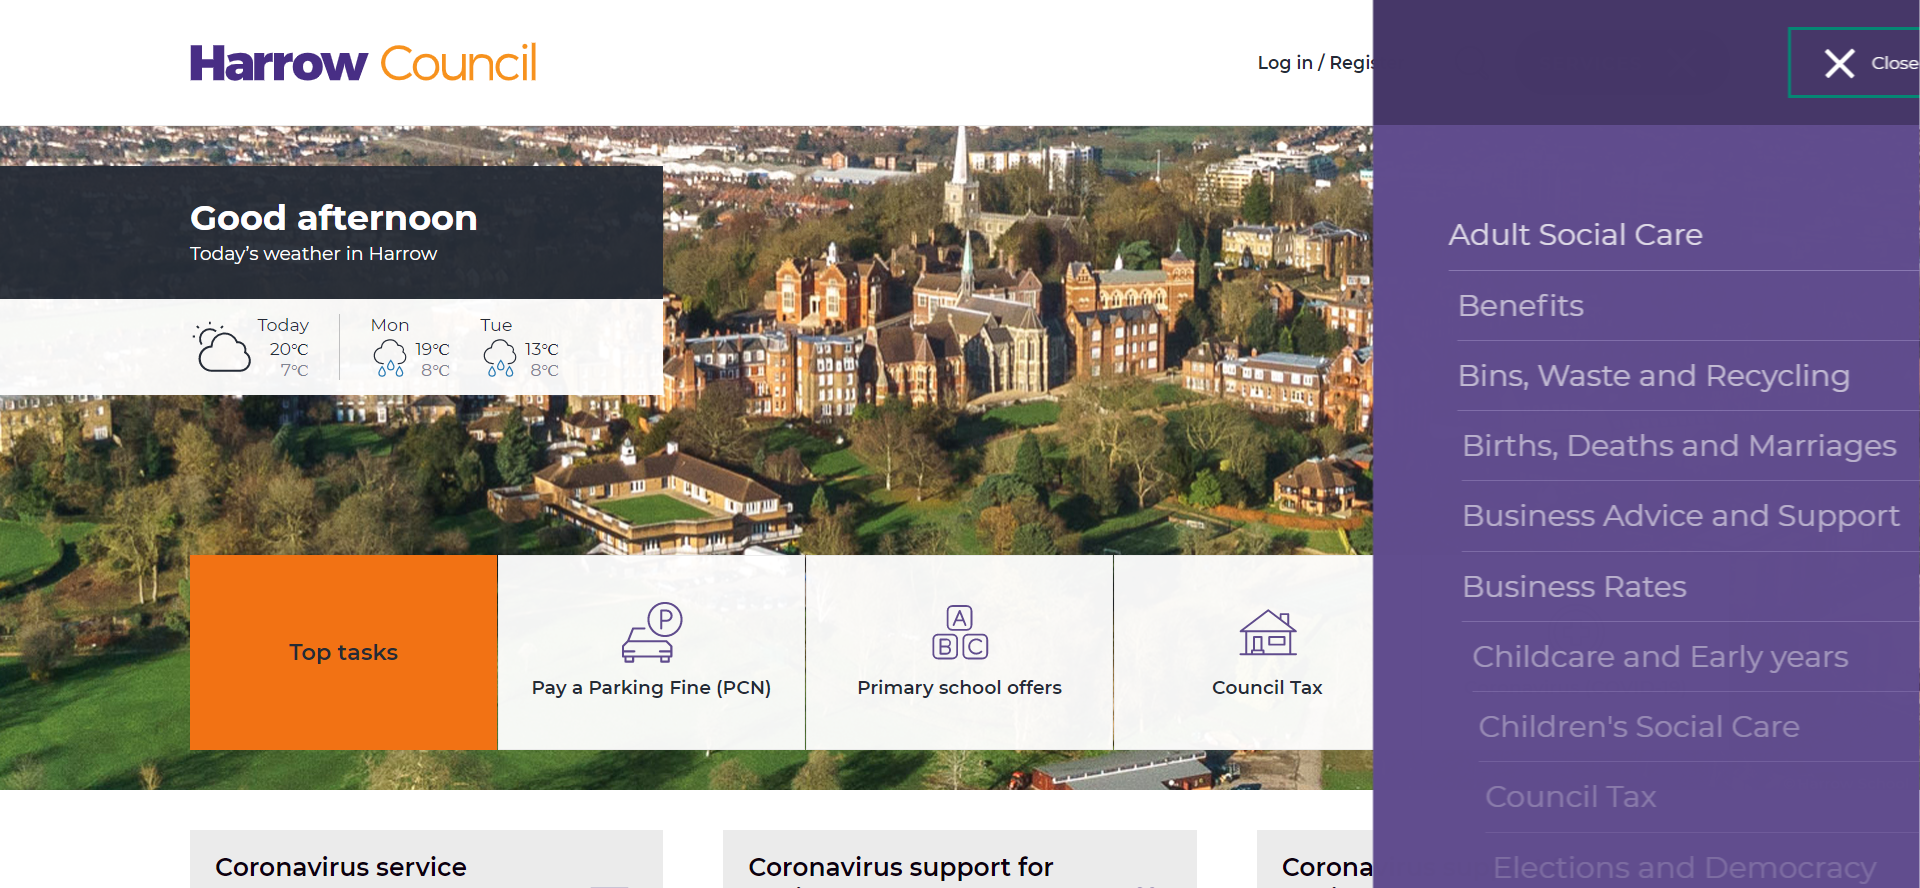 Harrow Council
Log in / Regis
Close
Good afternoon
Today's weather in Harrow
Today
20°C
7°C
Mon
19°C
8°C
Tue
13°C
8°C
Top tasks
P
Pay a Parking Fine (PCN)
A
B C
Primary school offers
Council Tax
Coronavirus service
Coronavirus support for
Corona
Adult Social Care
Benefits
Bins, Waste and Recycling
Births, Deaths and Marriages
Business Advice and Support
Business Rates
Childcare and Early years
Children's Social Care
Council Tax
Elections and Democracy